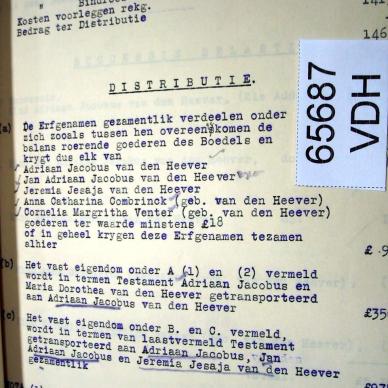 " Bindroe
Kosten voorleggen rekg.
Bedrag ter Distributie
141
146
DISTRIBUTIE.
65687
VDH
(a) De Erfgenamen gezamentlik verdeelen onder
zich zooals tussen hen overeengekomen de
balans roerende goederen des Boedels en
krygt dus elk van
Adriaan Jacobus van den Heever
Jan Adriaan Jacobus van den Heever
Jeremia Jesaja van den Heever
Anna Catharina Combrinck (geb. van den Heever)
Cornelia Margritha Venter (geb. van den Heever)
goederen ter waarde minstens £18
of in geheel krygen deze Erfgenamen tezamen
alhier
(b) Het vast eigendom onder A (1) en (2) vermeld
wordt in termen Testament Adriaan Jacobus en
Maria Dorothea van den Heever getransporteerd
aan Adriaan Jacobus van den Heever
(c) Het vast eigendom onder B. en C. vermeld,
wordt in termen van laastvermeld Testament
getransporteerd aan Adriaan Jacobus, Jan
Adriaan Jacobus en Jeremia Jesaja van den Heever
gezamentlik